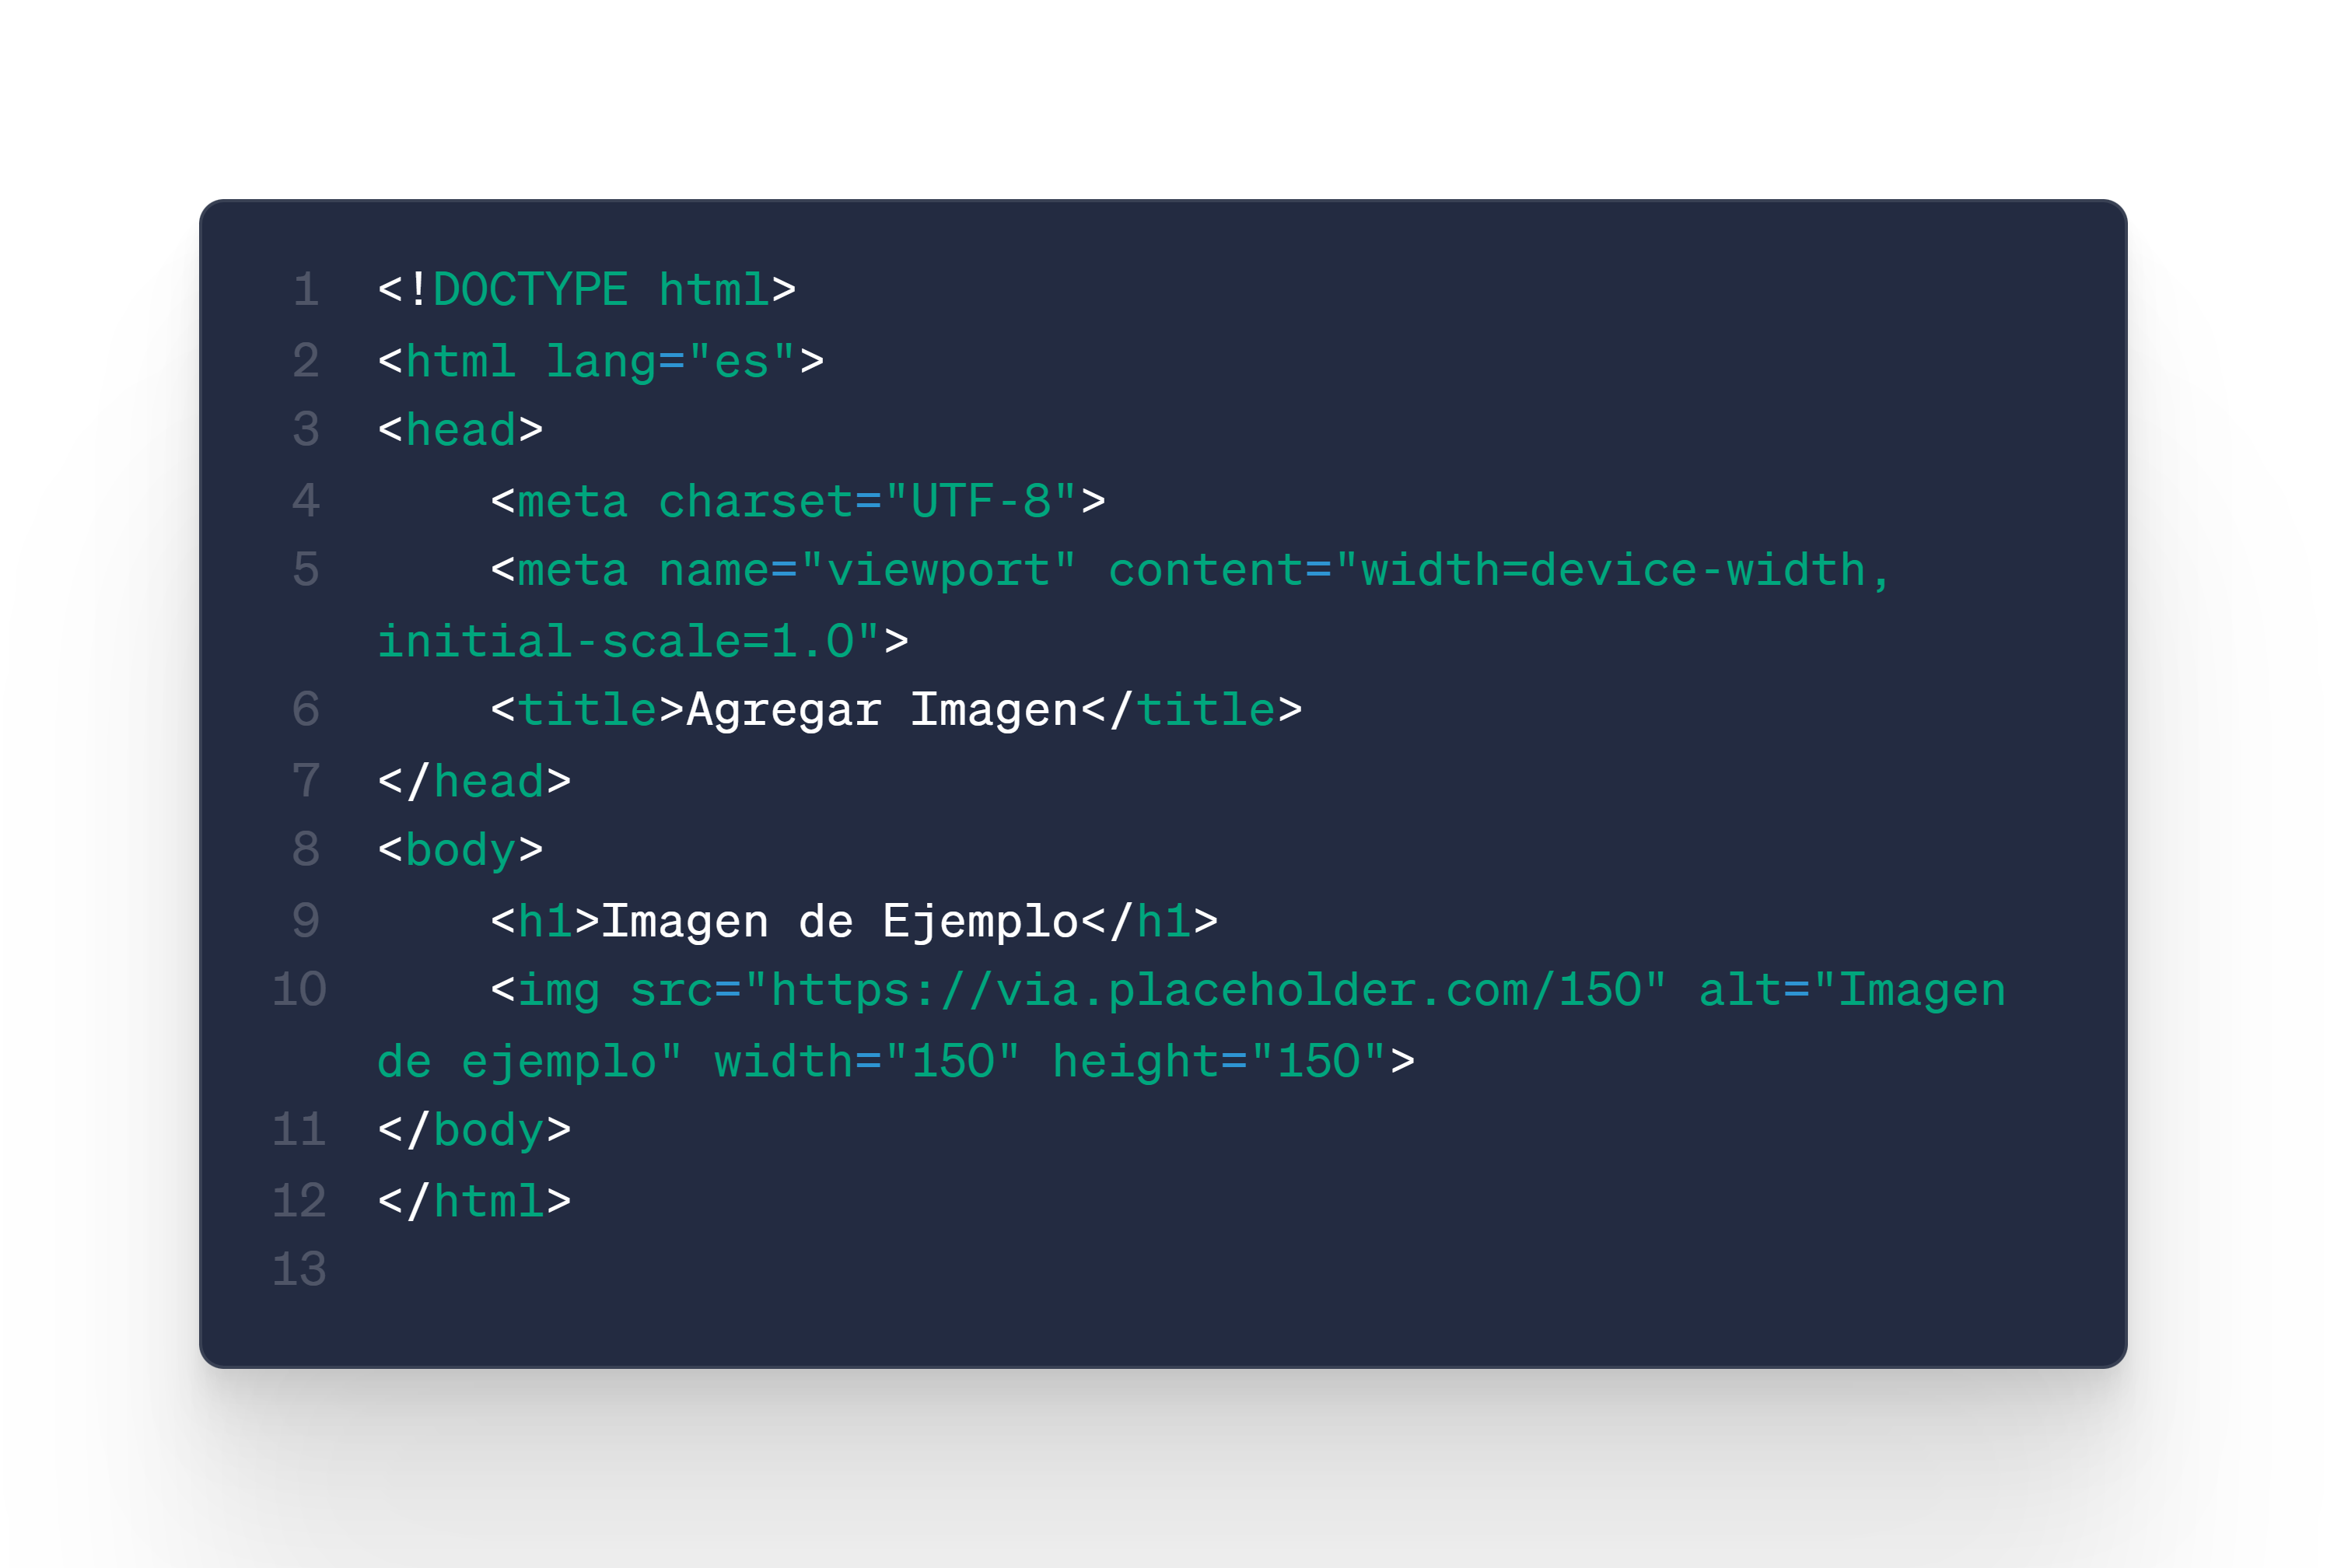 1 <!DOCTYPE html>
2 <html lang="es">
3 <head>
4     <meta charset="UTF-8">
5     <meta name="viewport" content="width=device-width,
initial-scale=1.0">
6     <title>Agregar Imagen</title>
7 </head>
8 <body>
9     <h1>Imagen de Ejemplo</h1>
10     <img src="https://via.placeholder.com/150" alt="Imagen
de ejemplo" width="150" height="150">
11 </body>
12 </html>
13